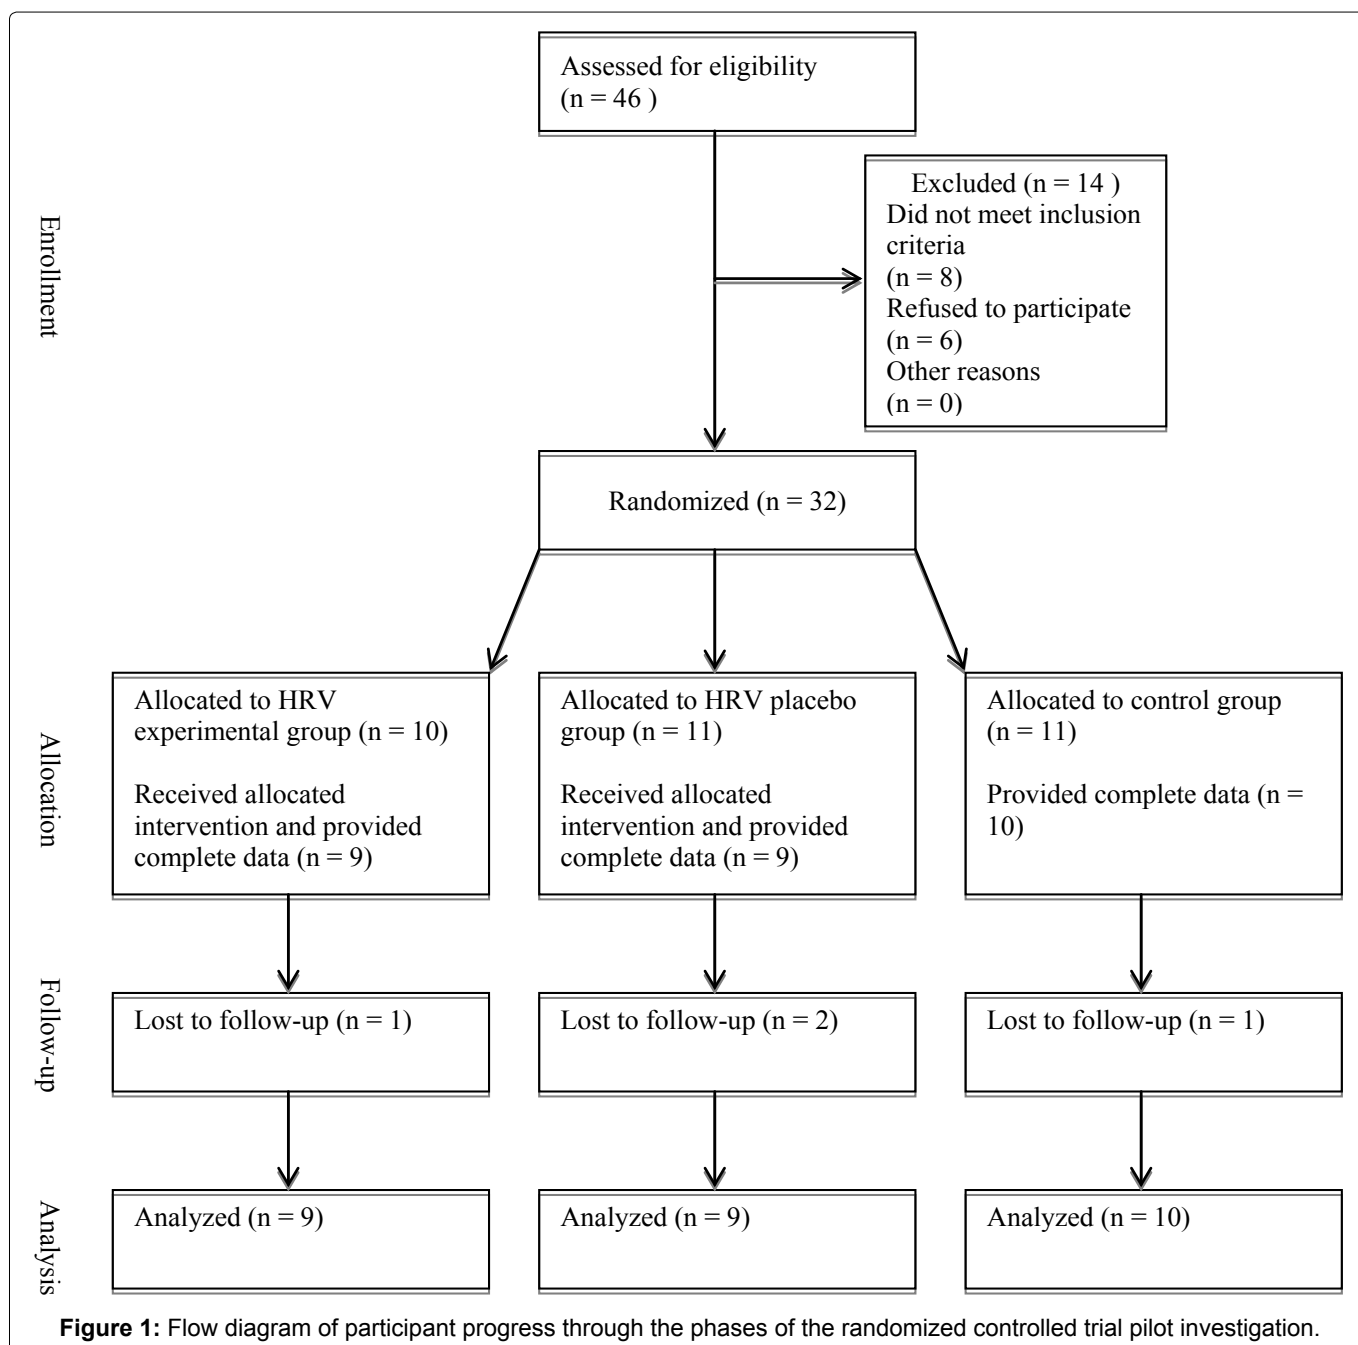 Assessed for eligibility
(n = 46 )
Enrollment
Excluded (n = 14 )
Did not meet inclusion
criteria
(n = 8)
Refused to participate
(n = 6)
Other reasons
(n = 0)
Randomized (n = 32)
Allocation
Allocated to HRV
experimental group (n = 10)
Received allocated
intervention and provided
complete data (n = 9)
Allocated to HRV placebo
group (n = 11)
Received allocated
intervention and provided
complete data (n = 9)
Allocated to control group
(n = 11)
Provided complete data (n =
10)
Follow-up
Lost to follow-up (n = 1)
Lost to follow-up (n = 2)
Lost to follow-up (n = 1)
Analysis
Analyzed (n = 9)
Analyzed (n = 9)
Analyzed (n = 10)
Figure 1: Flow diagram of participant progress through the phases of the randomized controlled trial pilot investigation.